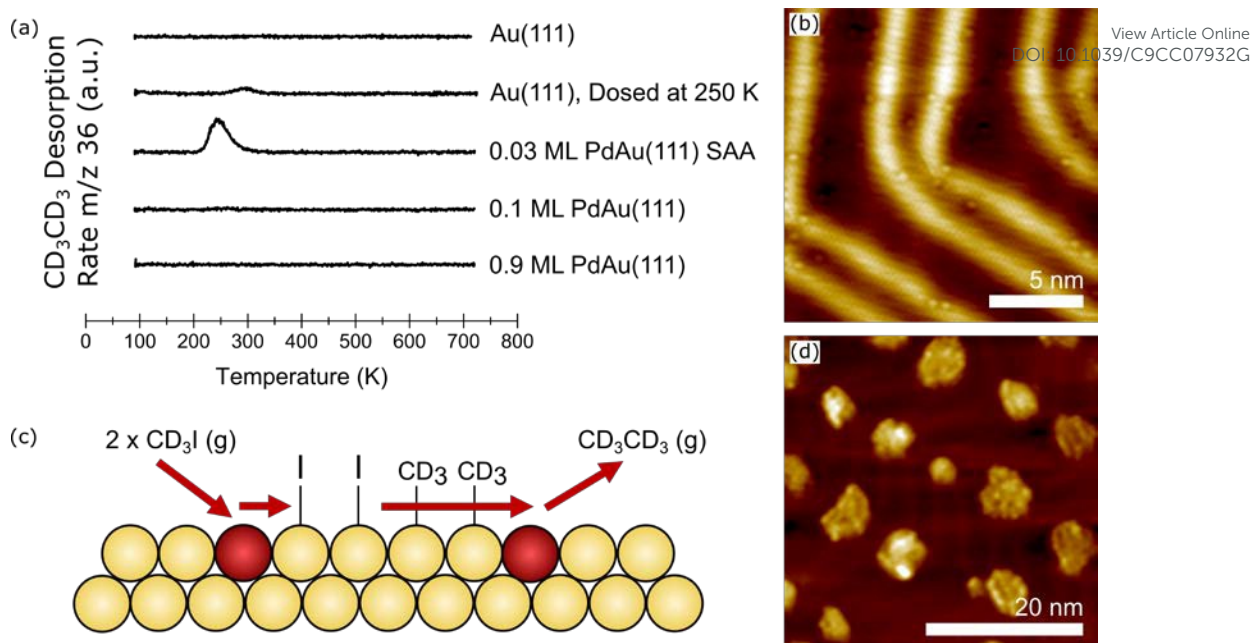 (a)
CD3CD3 Desorption
Rate m/z 36 (a.u.)
Au(111)
Au(111), Dosed at 250 K
0.03 ML PdAu(111) SAA
0.1 ML PdAu(111)
0.9 ML PdAu(111)
0 100 200 300 400 500 600 700 800
Temperature (K)
(b)
5 nm
View Article Online
DOI: 10.1039/C9CC07932G
(c)
2 x CD3I (g)
I I CD3 CD3
CD3CD3 (g)
(d)
20 nm